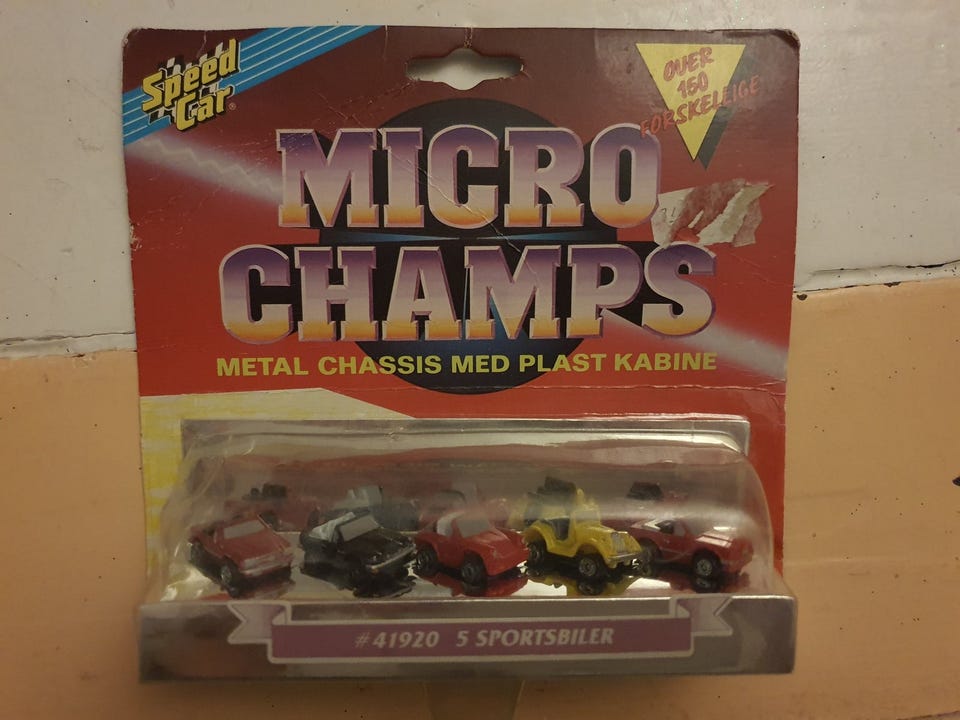 Speed
Car®
OVER
150
FORSKELLIGE
MICRO
CHAMPS
METAL CHASSIS MED PLAST KABINE
#41920 5 SPORTSBILER